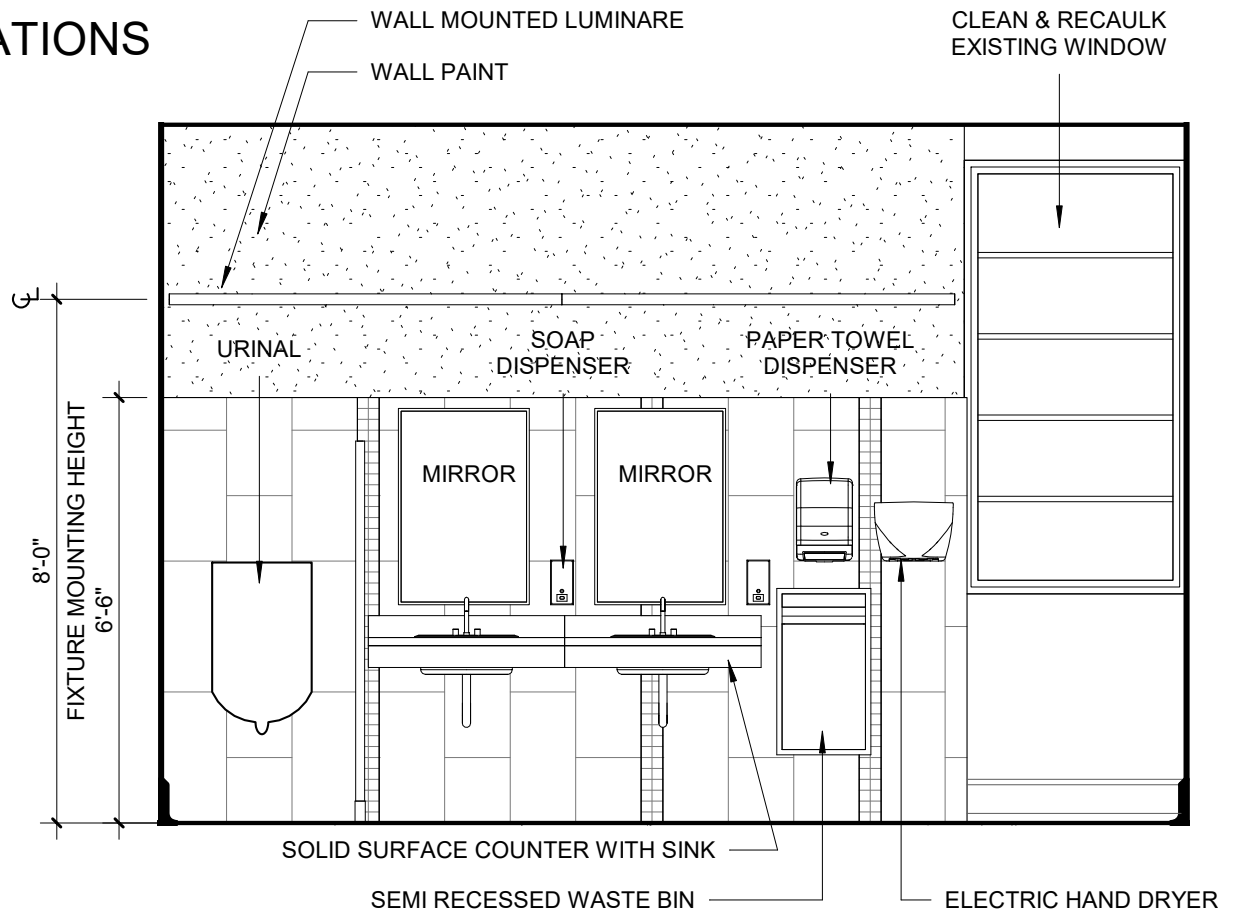 ATIONS
WALL MOUNTED LUMINARE
WALL PAINT
CLEAN & RECAULK
EXISTING WINDOW
URINAL
SOAP
DISPENSER
PAPER TOWEL
DISPENSER
MIRROR
MIRROR
8'-0"
FIXTURE MOUNTING HEIGHT
6'-6"
SOLID SURFACE COUNTER WITH SINK
SEMI RECESSED WASTE BIN
ELECTRIC HAND DRYER